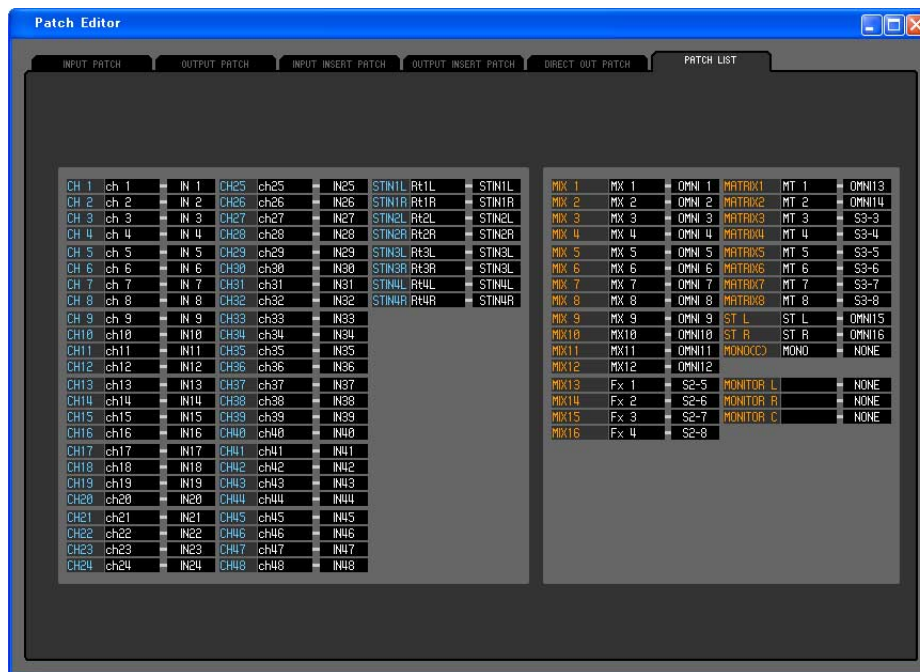 Patch Editor
INPUT PATCH OUTPUT PATCH INPUT INSERT PATCH OUTPUT INSERT PATCH DIRECT OUT PATCH PATCH LIST
CH 1 ch 1 IN 1 CH25 ch25 IN25 STIN1L Rt1L STIN1L MIX 1 MX 1 OMNI 1 MATRIX1 MT 1 OMNI13
CH 2 ch 2 IN 2 CH26 ch26 IN26 STIN1R Rt1R STIN1R MIX 2 MX 2 OMNI 2 MATRIX2 MT 2 OMNI14
CH 3 ch 3 IN 3 CH27 ch27 IN27 STIN2L Rt2L STIN2L MIX 3 MX 3 OMNI 3 MATRIX3 MT 3 S3-3
CH 4 ch 4 IN 4 CH28 ch28 IN28 STIN2R Rt2R STIN2R MIX 4 MX 4 OMNI 4 MATRIX4 MT 4 S3-4
CH 5 ch 5 IN 5 CH29 ch29 IN29 STIN3L Rt3L STIN3L MIX 5 MX 5 OMNI 5 MATRIX5 MT 5 S3-5
CH 6 ch 6 IN 6 CH30 ch30 IN30 STIN3R Rt3R STIN3L MIX 6 MX 6 OMNI 6 MATRIX6 MT 6 S3-6
CH 7 ch 7 IN 7 CH31 ch31 IN31 STIN4L Rt4L STIN4L MIX 7 MX 7 OMNI 7 MATRIX7 MT 7 S3-7
CH 8 ch 8 IN 8 CH32 ch32 IN32 STIN4R Rt4R STIN4R MIX 8 MX 8 OMNI 8 MATRIX8 MT 8 S3-8
CH 9 ch 9 IN 9 CH33 ch33 IN33 MIX 9 MX 9 OMNI 9 ST L ST L OMNI15
CH10 ch10 IN10 CH34 ch34 IN34 MIX10 MX10 OMNI10 ST R ST R OMNI16
CH11 ch11 IN11 CH35 ch35 IN35 MIX11 MX11 OMNI11 MONO(C) MONO NONE
CH12 ch12 IN12 CH36 ch36 IN36 MIX12 MX12 OMNI12
CH13 ch13 IN13 CH37 ch37 IN37 MIX13 Fx 1 S2-5 MONITOR L NONE
CH14 ch14 IN14 CH38 ch38 IN38 MIX14 Fx 2 S2-6 MONITOR R NONE
CH15 ch15 IN15 CH39 ch39 IN39 MIX15 Fx 3 S2-7 MONITOR C NONE
CH16 ch16 IN16 CH40 ch40 IN40 MIX16 Fx 4 S2-8
CH17 ch17 IN17 CH41 ch41 IN41
CH18 ch18 IN18 CH42 ch42 IN42
CH19 ch19 IN19 CH43 ch43 IN43
CH20 ch20 IN20 CH44 ch44 IN44
CH21 ch21 IN21 CH45 ch45 IN45
CH22 ch22 IN22 CH46 ch46 IN46
CH23 ch23 IN23 CH47 ch47 IN47
CH24 ch24 IN24 CH48 ch48 IN48